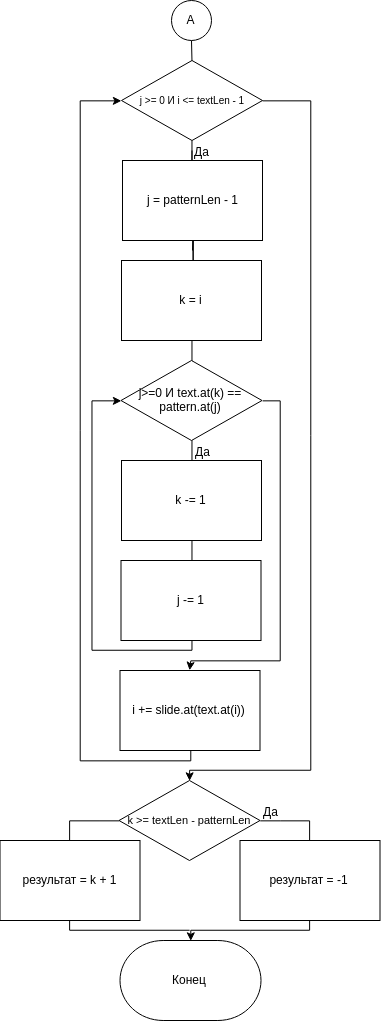 А
j >= 0 И i <= textLen - 1
Да
j = patternLen - 1
k = i
j>=0 И text.at(k) ==
pattern.at(j)
Да
k -= 1
j -= 1
i += slide.at(text.at(i))
k >= textLen - patternLen
Да
результат = k + 1
результат = -1
Конец